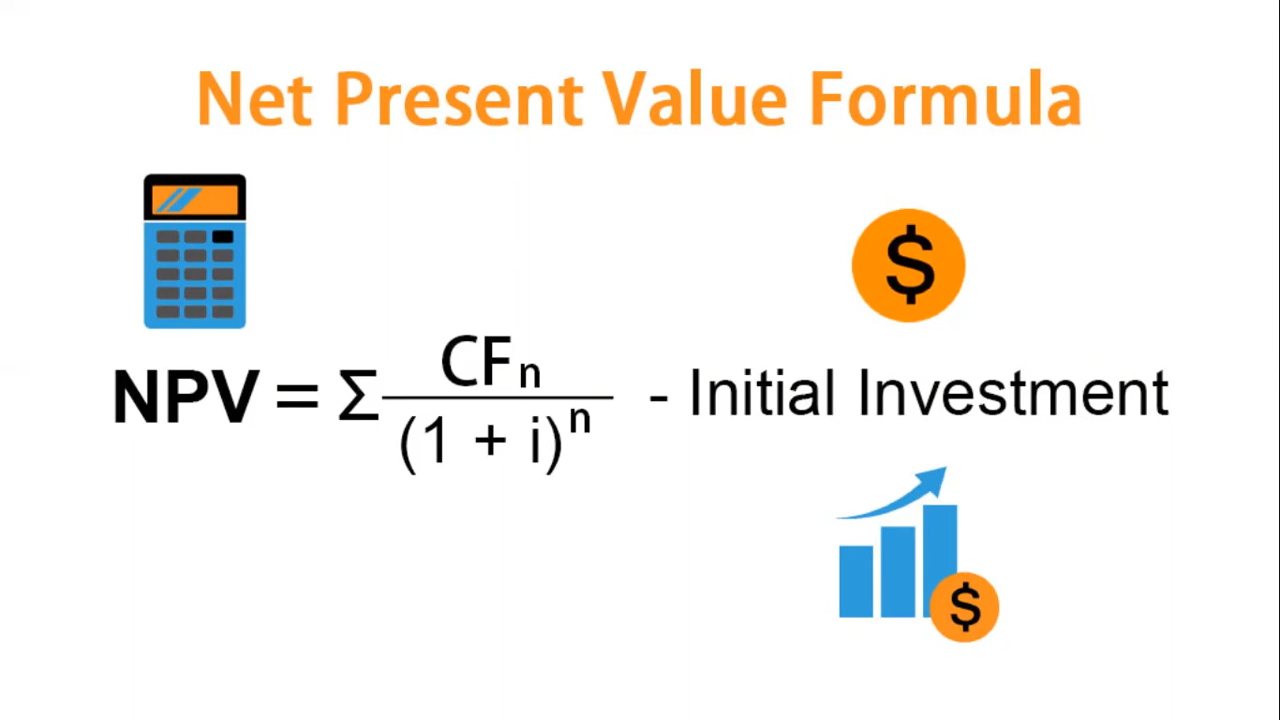 Net Present Value Formula
$
CFn
NPV = Σ - Initial Investment
(1 + i)^n
$